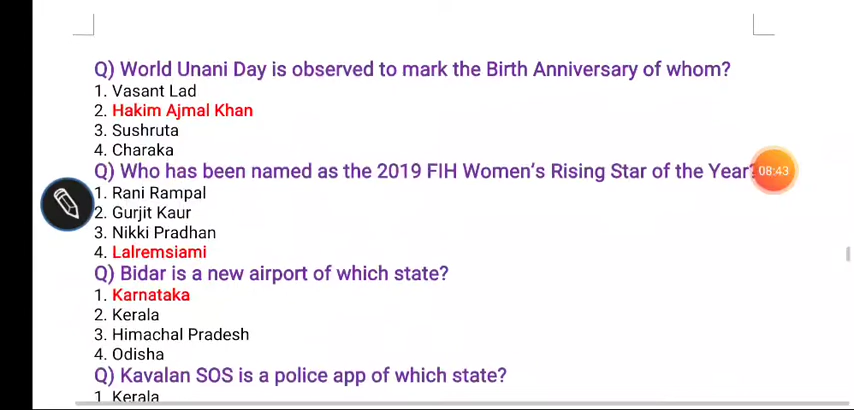 Q) World Unani Day is observed to mark the Birth Anniversary of whom?
1. Vasant Lad
2. Hakim Ajmal Khan
3. Sushruta
4. Charaka
Q) Who has been named as the 2019 FIH Women's Rising Star of the Year?
08:43
1. Rani Rampal
2. Gurjit Kaur
3. Nikki Pradhan
4. Lalremsiami
Q) Bidar is a new airport of which state?
1. Karnataka
2. Kerala
3. Himachal Pradesh
4. Odisha
Q) Kavalan SOS is a police app of which state?
1. Kerala